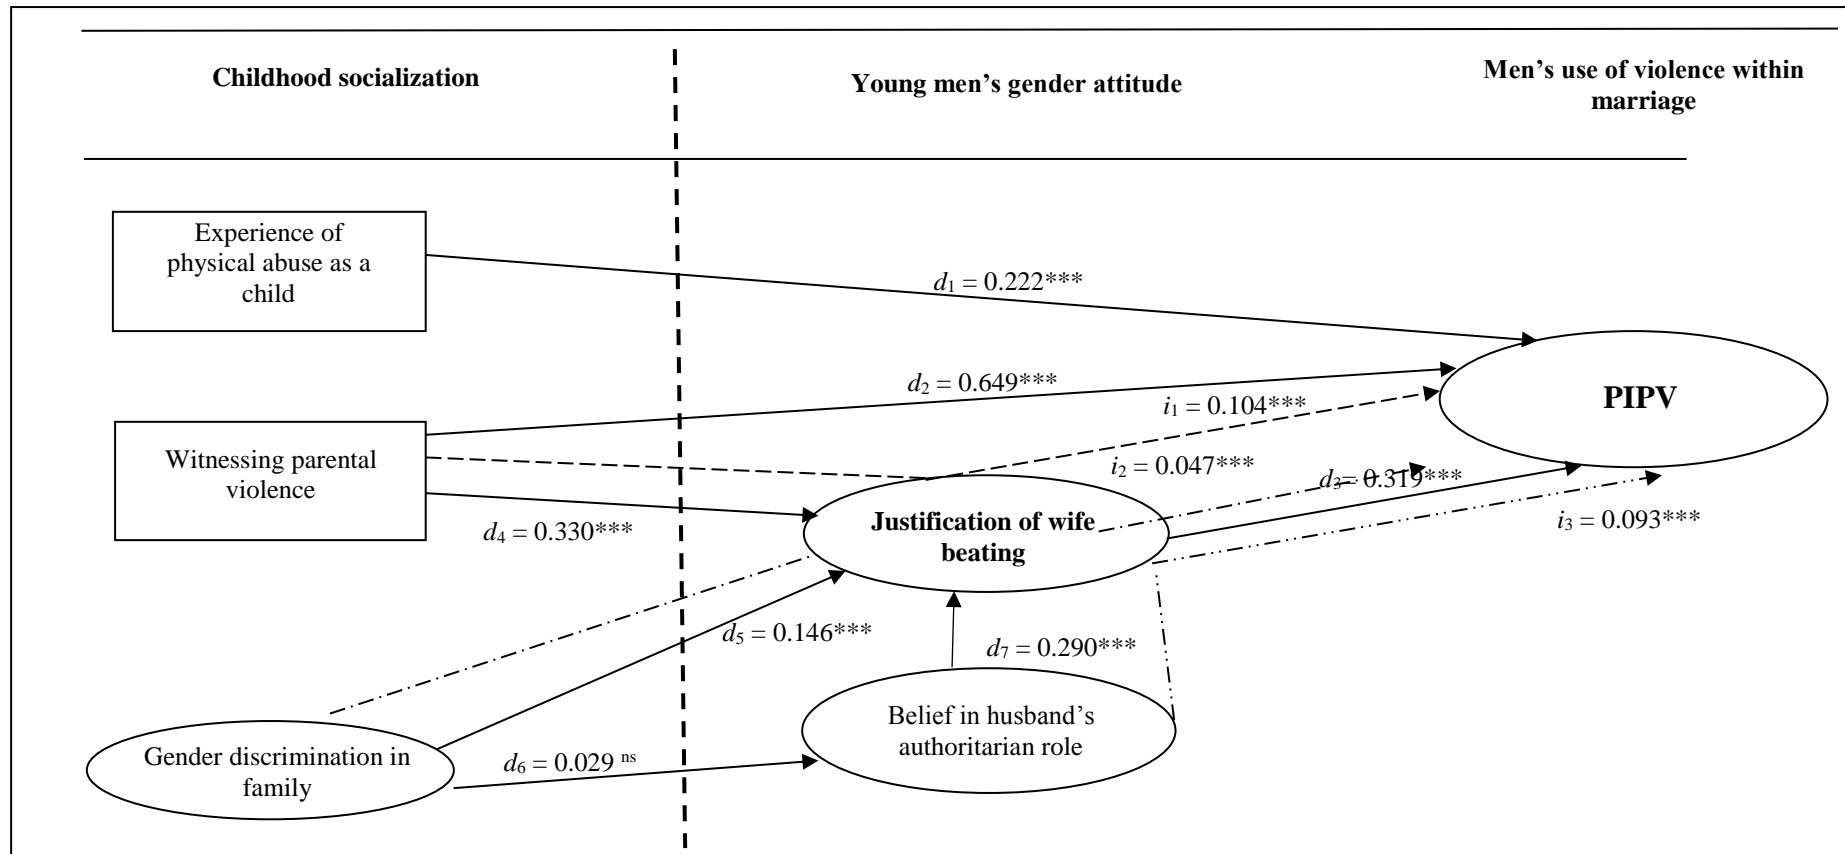 Childhood socialization
Young men’s gender attitude
Men’s use of violence within
marriage
Experience of
physical abuse as a
child
d1 = 0.222***
d2 = 0.649***
i1 = 0.104***
PIPV
Witnessing parental
violence
i2 = 0.047***
d3= 0.319***
i3 = 0.093***
d4 = 0.330***
Justification of wife
beating
d5 = 0.146***
d7 = 0.290***
Belief in husband’s
authoritarian role
Gender discrimination in
family
d6 = 0.029 ns